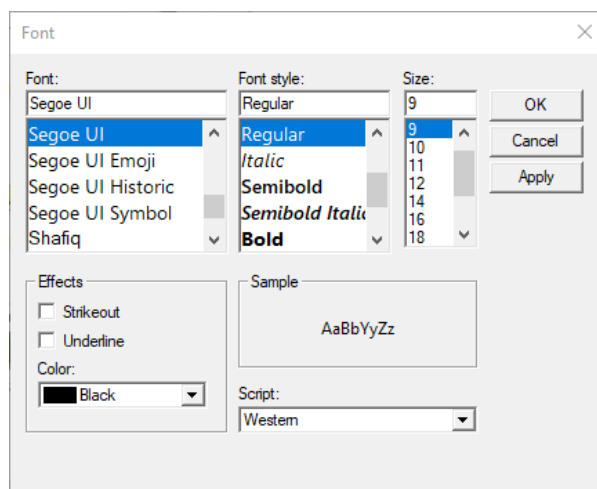 Font
Font:
Segoe UI
Segoe UI
Segoe UI Emoji
Segoe UI Historic
Segoe UI Symbol
Shafiq
Font style:
Regular
Regular
Italic
Semibold
Semibold Italic
Bold
Size:
9
9
10
11
12
14
16
18
OK
Cancel
Apply
Effects
Strikeout
Underline
Color:
Black
Sample
AaBbYyZz
Script:
Western